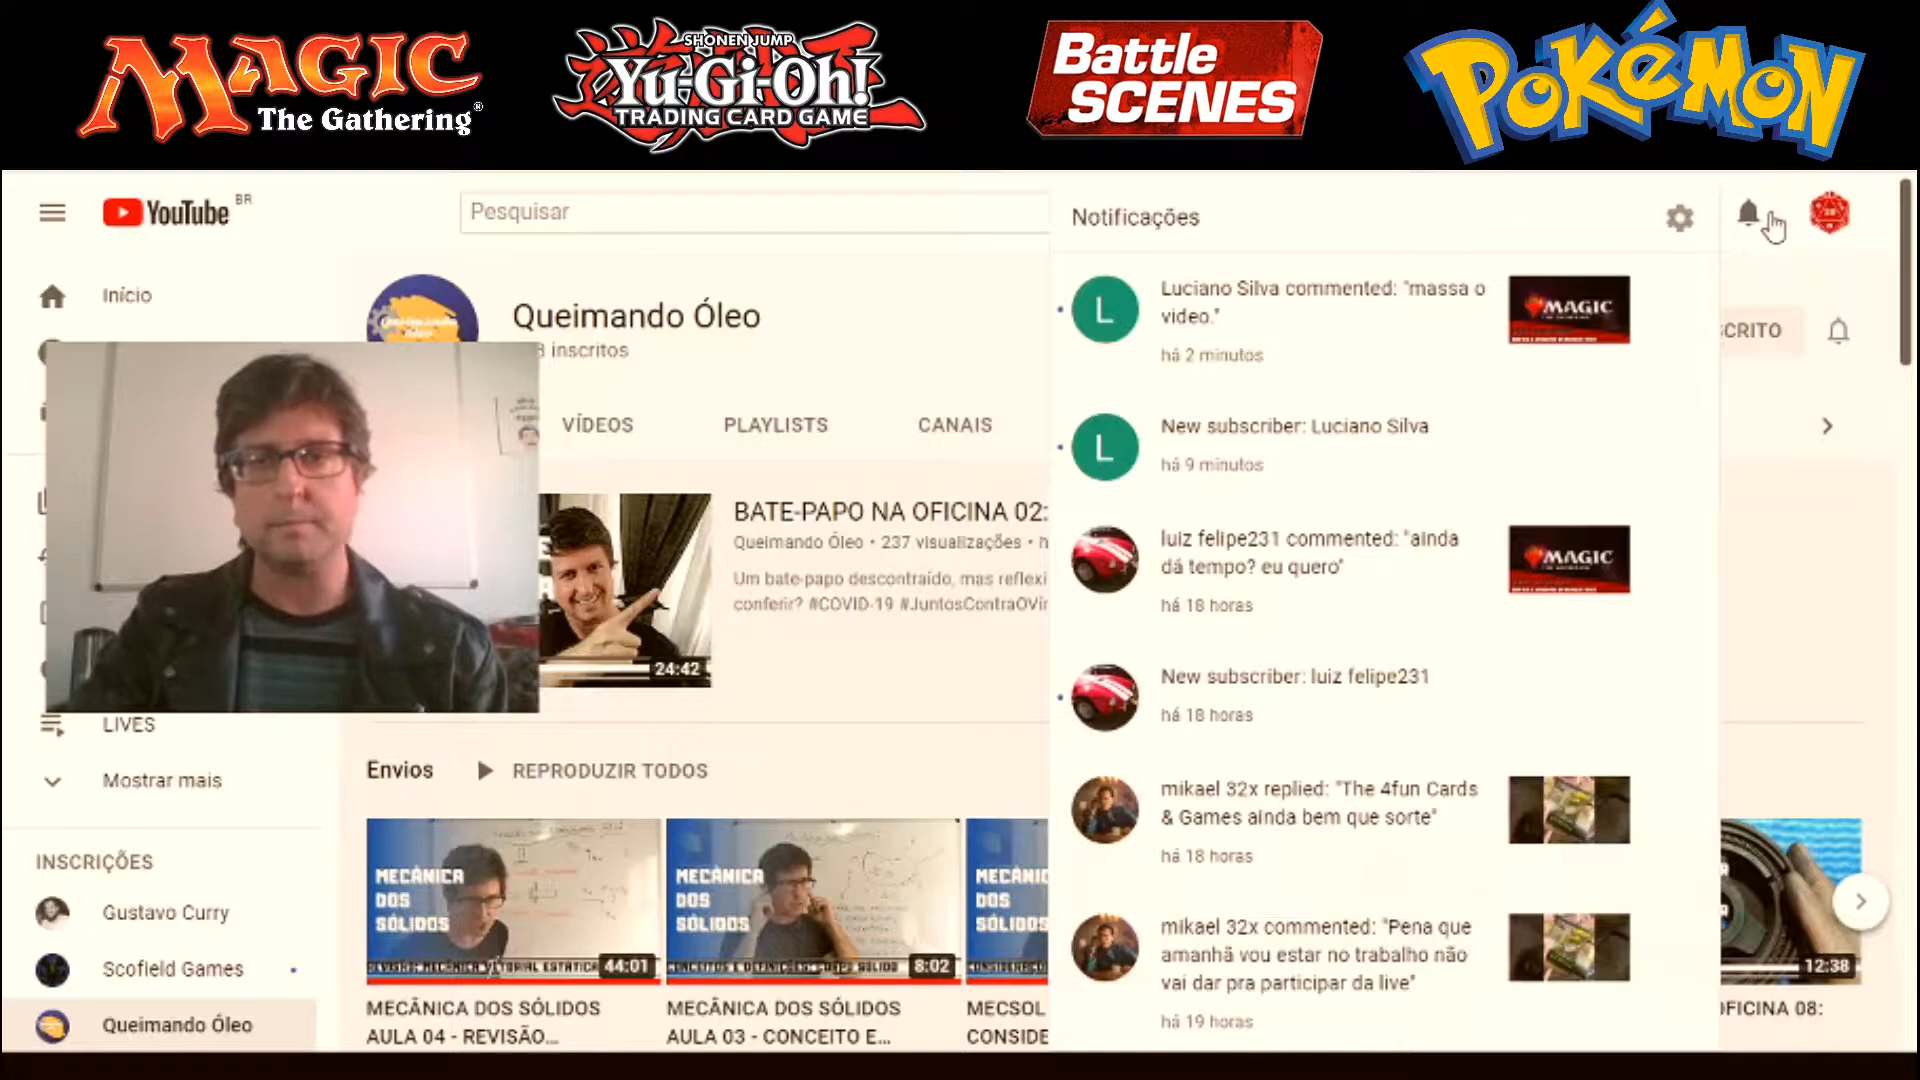 MAGIC
The Gathering®
SHONEN JUMP
Yu-Gi-Oh!
TRADING CARD GAME
Battle
SCENES
POKéMON
YouTube BR
Pesquisar
Notificações
Início
Queimando Óleo
inscritos
SCRITO
VÍDEOS
PLAYLISTS
CANAIS
BATE-PAPO NA OFICINA 02:
Queimando Óleo • 237 visualizações • h
Um bate-papo descontraído, mas reflexi
conferir? #COVID-19 #JuntosContraOVir
24:42
LIVES
Mostrar mais
INSCRIÇÕES
Gustavo Curry
Scofield Games
Queimando Óleo
Envios
REPRODUZIR TODOS
MECÂNICA
DOS
SÓLIDOS
44:01
MECÂNICA DOS SÓLIDOS
AULA 04 - REVISÃO...
MECÂNICA
DOS
SÓLIDOS
8:02
MECÂNICA DOS SÓLIDOS
AULA 03 - CONCEITO E...
MECÂNIC
DOS
SÓLIDOS
MECSOL
CONSIDE
12:38
OFICINA 08:
L
Luciano Silva commented: "massa o
video."
há 2 minutos
MAGIC
L
New subscriber: Luciano Silva
há 9 minutos
luiz felipe231 commented: "ainda
dá tempo? eu quero"
há 18 horas
MAGIC
New subscriber: luiz felipe231
há 18 horas
mikael 32x replied: "The 4fun Cards
& Games ainda bem que sorte"
há 18 horas
mikael 32x commented: "Pena que
amanhã vou estar no trabalho não
vai dar pra participar da live"
há 19 horas